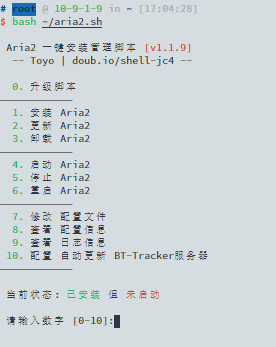 # root @ 10-9-1-9 in ~ [17:04:28]
$ bash ~/aria2.sh
Aria2 一键安装管理脚本 [v1.1.9]
-- Toyo | doub.io/shell-jc4 --
0. 升级脚本
————————————
1. 安装 Aria2
2. 更新 Aria2
3. 卸载 Aria2
————————————
4. 启动 Aria2
5. 停止 Aria2
6. 重启 Aria2
————————————
7. 修改 配置文件
8. 查看 配置信息
9. 查看 日志信息
10. 配置 自动更新 BT-Tracker服务器
————————————
当前状态: 已安装 但 未启动
请输入数字 [0-10]: